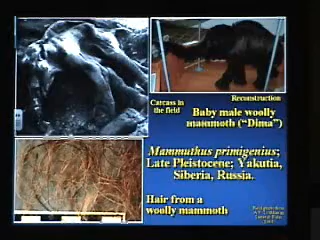 Carcass in
the field
Reconstruction
Baby male woolly
mammoth ("Dima")
Mammuthus primigenius;
Late Pleistocene; Yakutia,
Siberia, Russia.
Hair from a
woolly mammoth